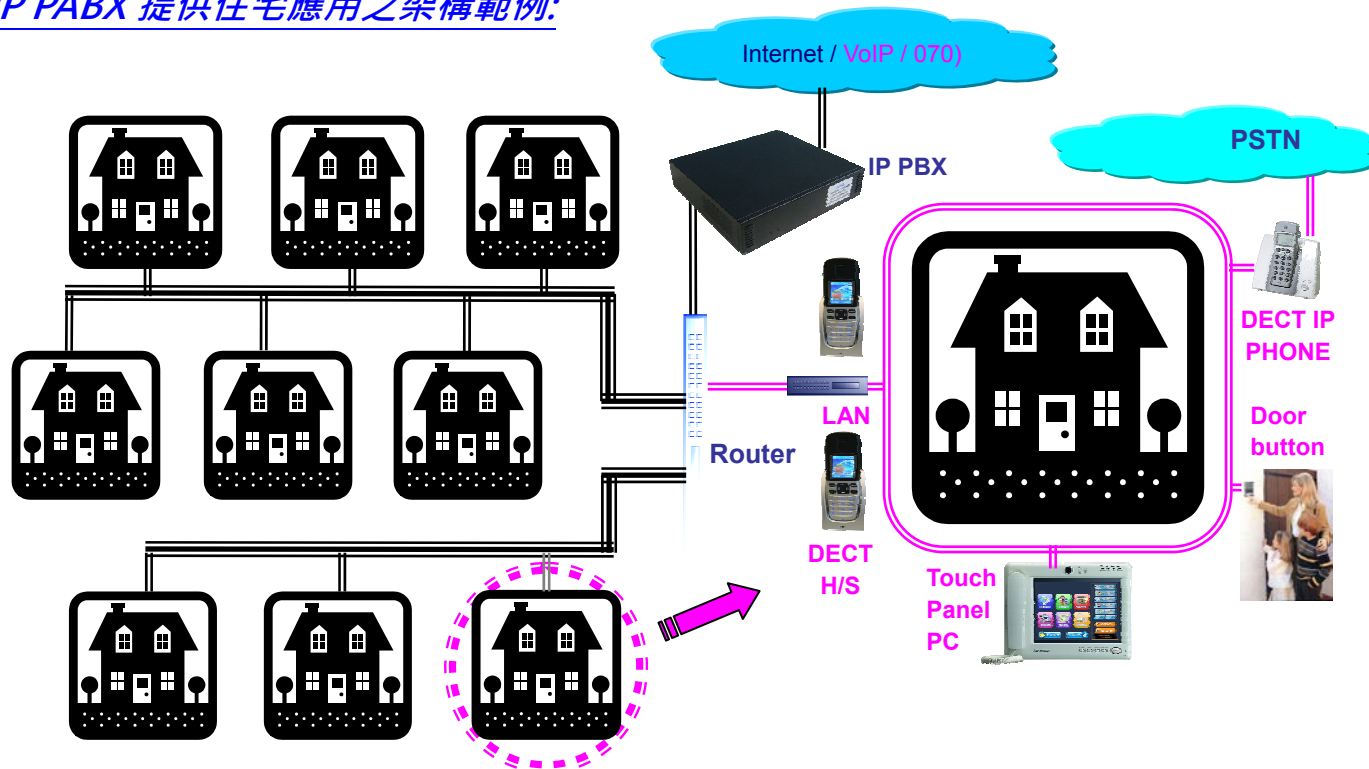 IP PABX 提供住宅應用之架構範例:
Internet / VoIP / 070)
PSTN
IP PBX
DECT IP
PHONE
LAN
Router
Door
button
DECT
H/S
Touch
Panel
PC